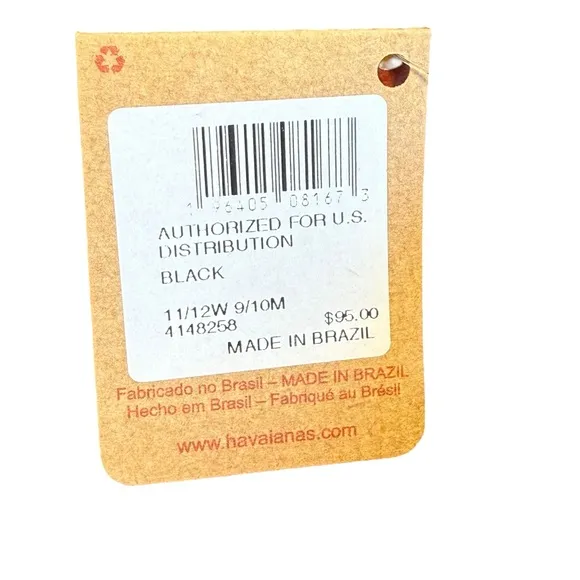 1 96405 08167 3
AUTHORIZED FOR U.S.
DISTRIBUTION
BLACK
11/12W 9/10M
4148258 $95.00
MADE IN BRAZIL
Fabricado no Brasil – MADE IN BRAZIL
Hecho em Brasil – Fabriqué au Brésil
www.havaianas.com